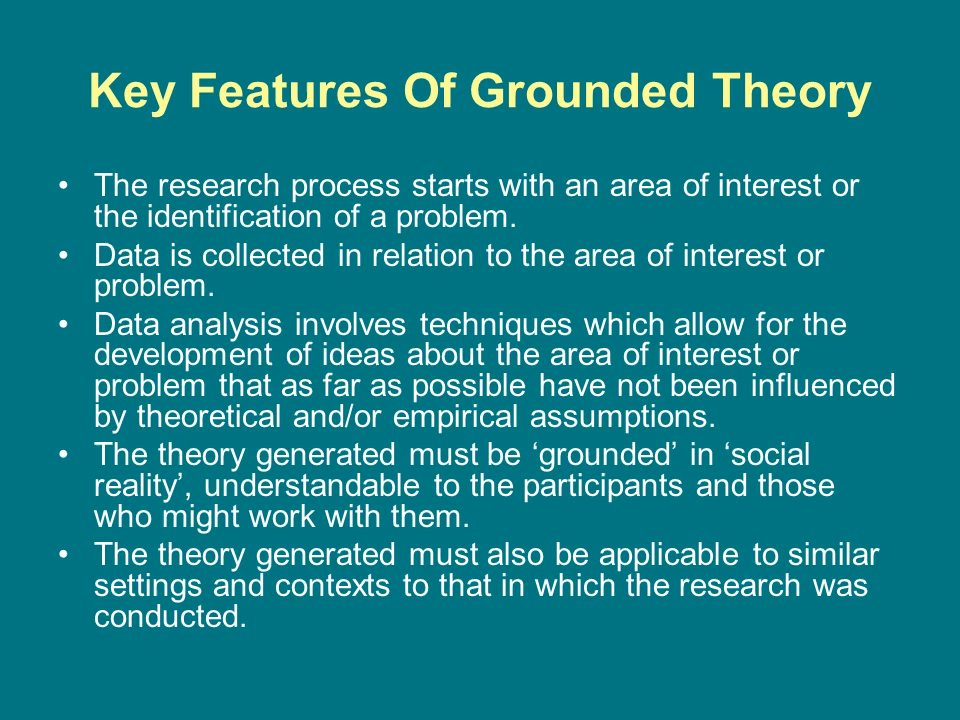 Key Features Of Grounded Theory
• The research process starts with an area of interest or
the identification of a problem.
• Data is collected in relation to the area of interest or
problem.
• Data analysis involves techniques which allow for the
development of ideas about the area of interest or
problem that as far as possible have not been influenced
by theoretical and/or empirical assumptions.
• The theory generated must be ‘grounded’ in ‘social
reality’, understandable to the participants and those
who might work with them.
• The theory generated must also be applicable to similar
settings and contexts to that in which the research was
conducted.